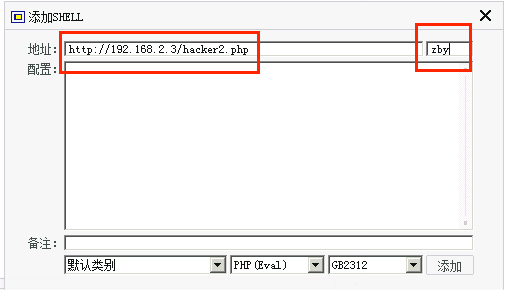 添加SHELL
地址: http://192.168.2.3/hacker2.php zby
配置:
备注:
默认类别 PHP(Eval) GB2312 添加